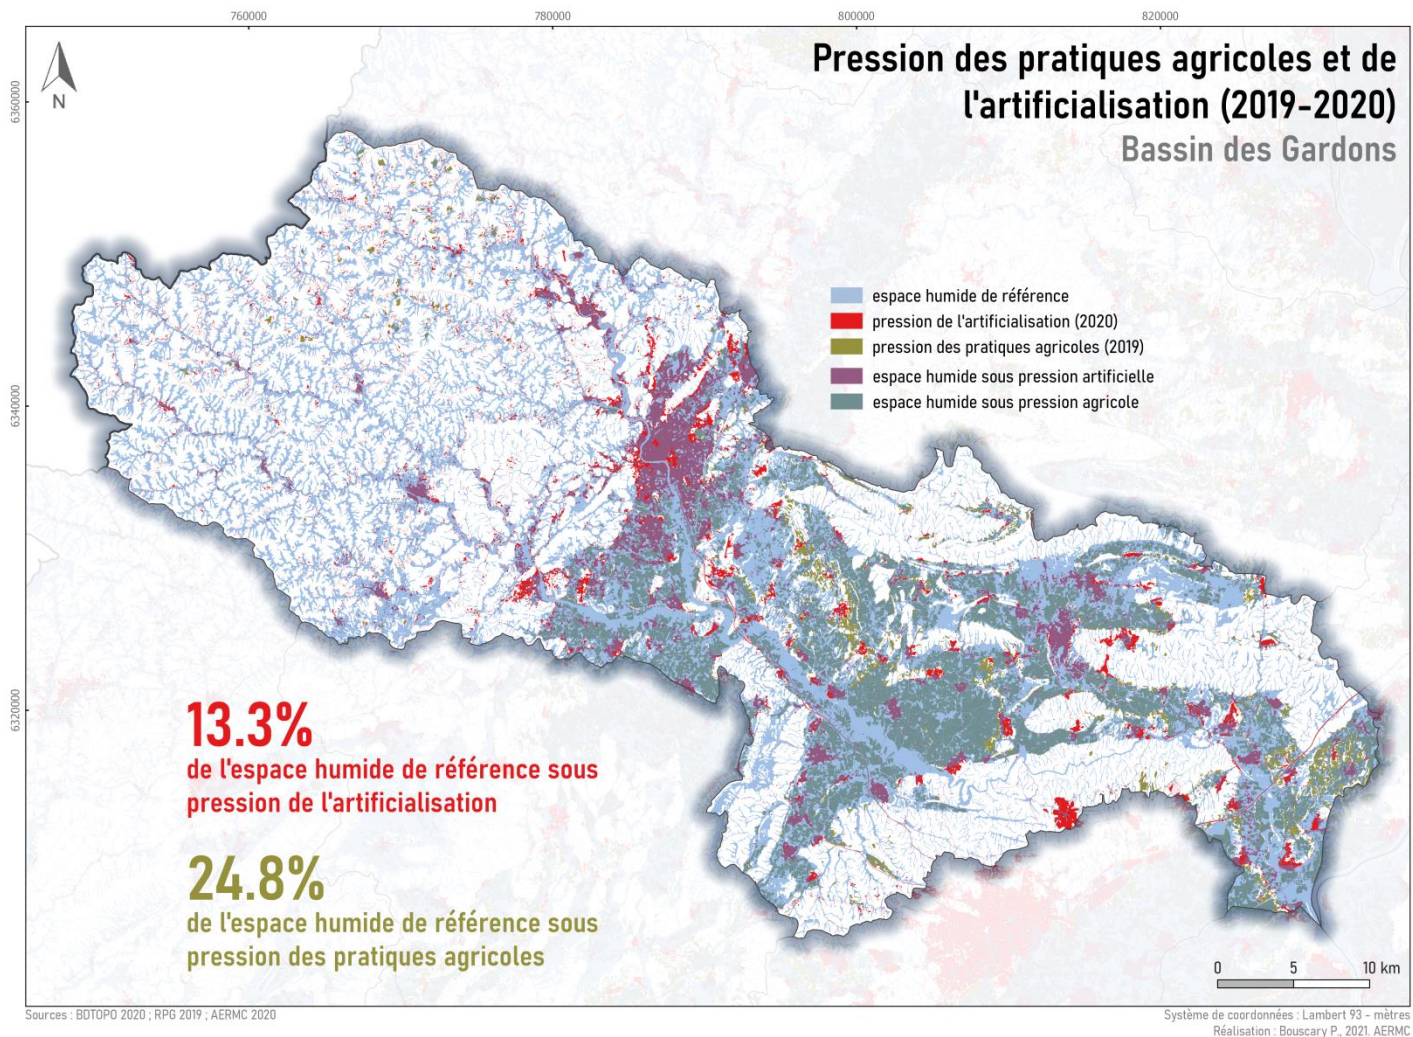 760000
780000
800000
820000
6360000
6340000
6320000
N
Pression des pratiques agricoles et de
l'artificialisation (2019-2020)
Bassin des Gardons
espace humide de référence
pression de l'artificialisation (2020)
pression des pratiques agricoles (2019)
espace humide sous pression artificielle
espace humide sous pression agricole
13.3%
de l'espace humide de référence sous
pression de l'artificialisation
24.8%
de l'espace humide de référence sous
pression des pratiques agricoles
0 5 10 km
Sources : BDTOPO 2020 ; RPG 2019 ; AERMC 2020
Système de coordonnées : Lambert 93 - mètres
Réalisation : Bouscary P., 2021. AERMC